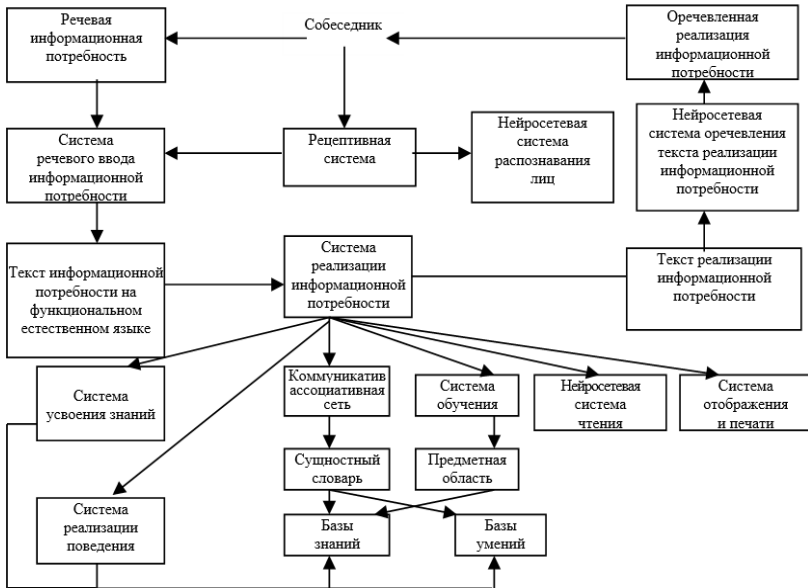 Речевая
информационная
потребность
Собеседник
Оречевленная
реализация
информационной
потребности
Система
речевого ввода
информационной
потребности
Рецептивная
система
Нейросетевая
система
распознавания
лиц
Нейросетевая
система оречевления
текста реализации
информационной
потребности
Текст информационной
потребности на
функциональном
естественном языке
Система
реализации
информационной
потребности
Текст реализации
информационной
потребности
Система
усвоения знаний
Коммуникатив
ассоциативная
сеть
Система
обучения
Нейросетевая
система
чтения
Система
отображения
и печати
Сущностный
словарь
Предметная
область
Система
реализации
поведения
Базы
знаний
Базы
умений